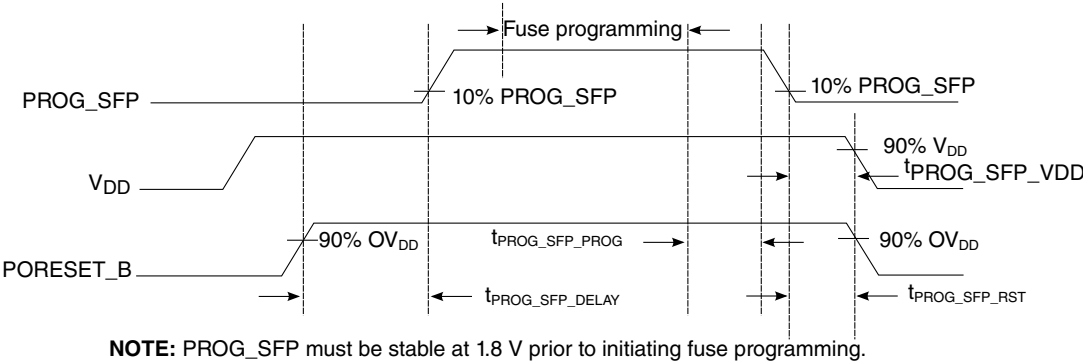 Fuse programming
PROG_SFP
10% PROG_SFP
10% PROG_SFP
VDD
90% VDD
tPROG_SFP_VDD
PORESET_B
90% OVDD
tPROG_SFP_PROG
90% OVDD
tPROG_SFP_DELAY
tPROG_SFP_RST
NOTE: PROG_SFP must be stable at 1.8 V prior to initiating fuse programming.